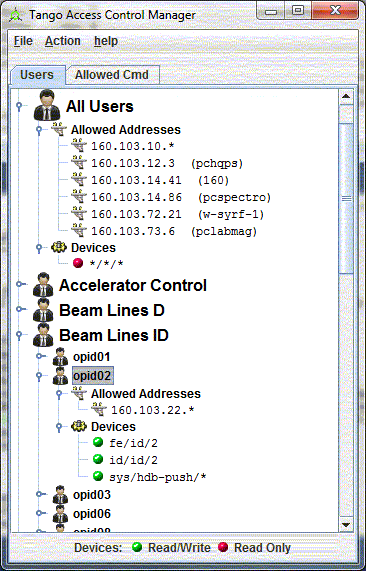 Tango Access Control Manager
File Action help
Users Allowed Cmd
All Users
Allowed Addresses
160.103.10.*
160.103.12.3 (pchqps)
160.103.14.41 (160)
160.103.14.86 (pcspectro)
160.103.72.21 (w-syrf-1)
160.103.73.6 (pclabmag)
Devices
*/*/*
Accelerator Control
Beam Lines D
Beam Lines ID
opid01
opid02
Allowed Addresses
160.103.22.*
Devices
fe/id/2
id/id/2
sys/hdb-push/*
opid03
opid06
Devices: Read/Write Read Only